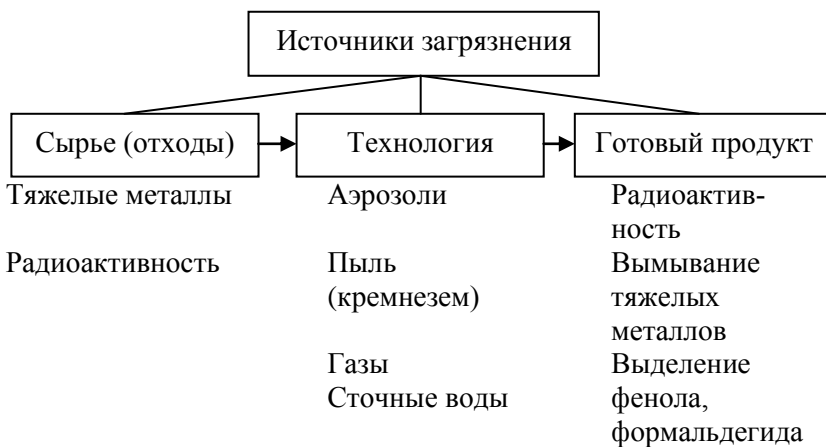 Источники загрязнения
Сырье (отходы)
Технология
Готовый продукт
Тяжелые металлы
Радиоактивность
Аэрозоли
Пыль
(кремнезем)
Газы
Сточные воды
Радиоактив-
ность
Вымывание
тяжелых
металлов
Выделение
фенола,
формальдегида